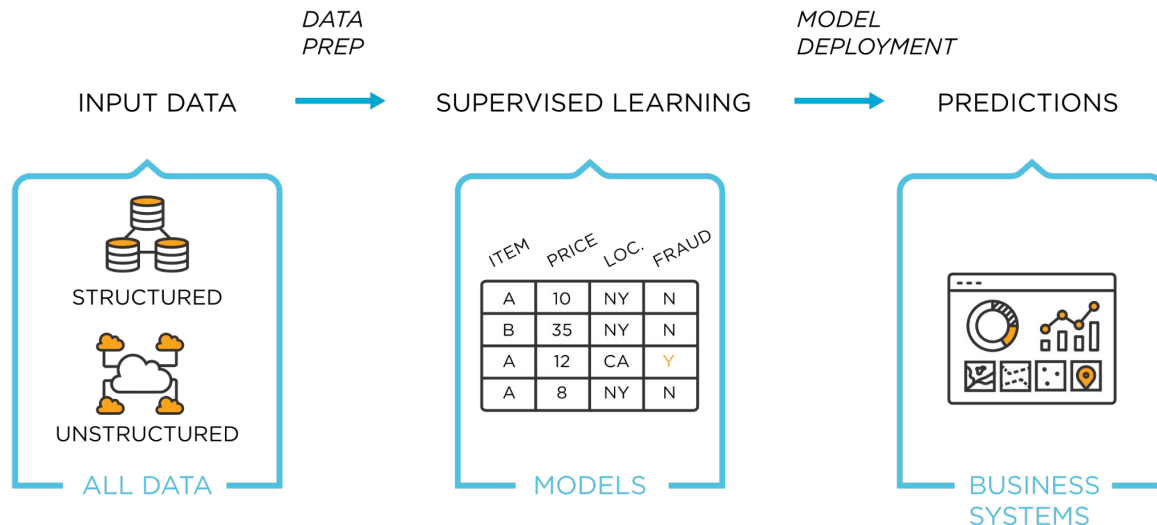 DATA
PREP
MODEL
DEPLOYMENT
INPUT DATA
SUPERVISED LEARNING
PREDICTIONS
STRUCTURED
UNSTRUCTURED
ALL DATA
ITEM PRICE LOC. FRAUD
A 10 NY N
B 35 NY N
A 12 CA Y
A 8 NY N
MODELS
BUSINESS
SYSTEMS